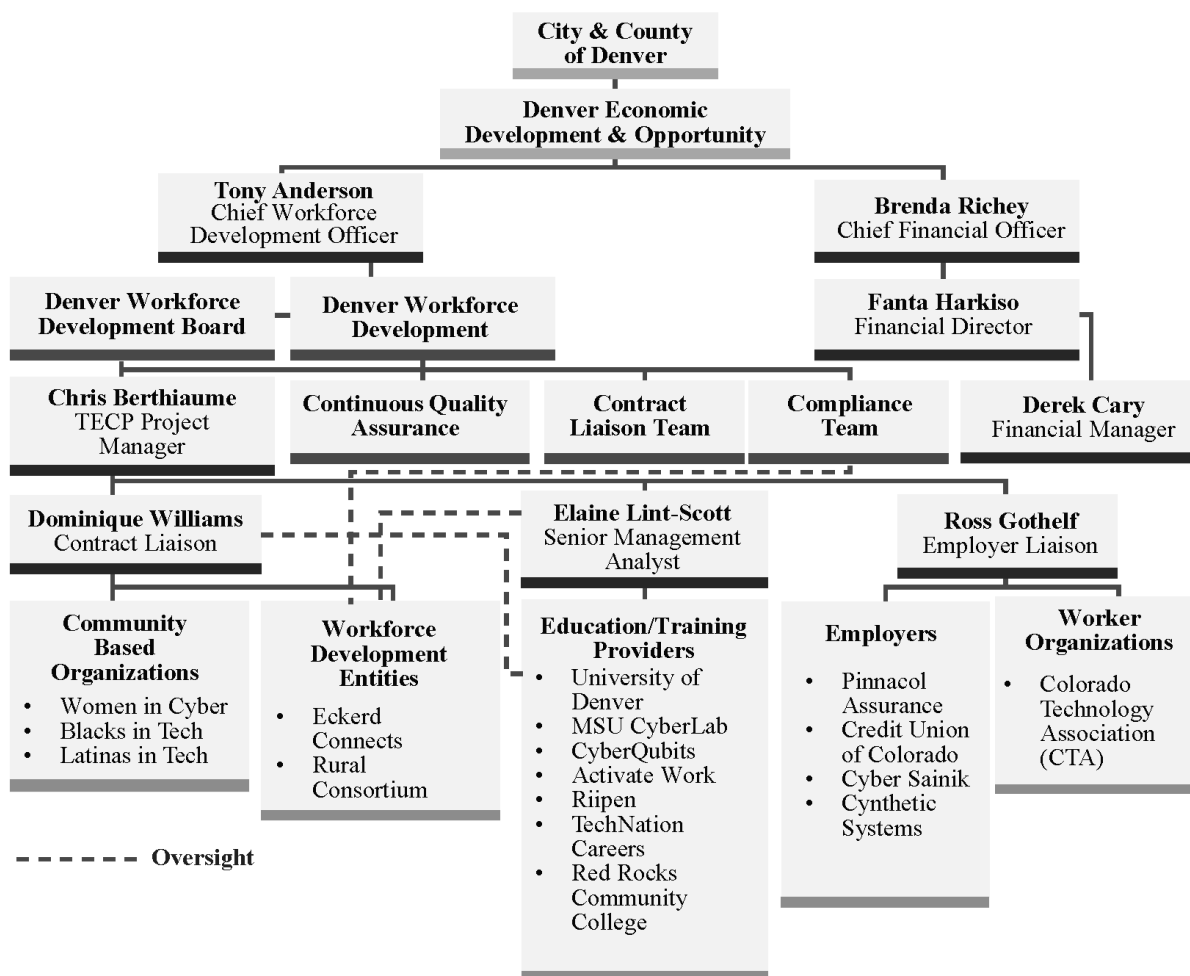 City & County
of Denver
Denver Economic
Development & Opportunity
Tony Anderson
Chief Workforce
Development Officer
Brenda Richey
Chief Financial Officer
Denver Workforce
Development Board
Denver Workforce
Development
Fanta Harkiso
Financial Director
Chris Berthiaume
TECP Project
Manager
Continuous Quality
Assurance
Contract
Liaison Team
Compliance
Team
Derek Cary
Financial Manager
Dominique Williams
Contract Liaison
Elaine Lint-Scott
Senior Management
Analyst
Ross Gothelf
Employer Liaison
Community
Based
Organizations
• Women in Cyber
• Blacks in Tech
• Latinas in Tech
Workforce
Development
Entities
• Eckerd
Connects
• Rural
Consortium
Education/Training
Providers
• University of
Denver
• MSU CyberLab
• CyberQubits
• Activate Work
• Riipen
• TechNation
Careers
• Red Rocks
Community
College
Employers
• Pinnacol
Assurance
• Credit Union
of Colorado
• Cyber Sainik
• Cynthetic
Systems
Worker
Organizations
• Colorado
Technology
Association
(CTA)
Oversight